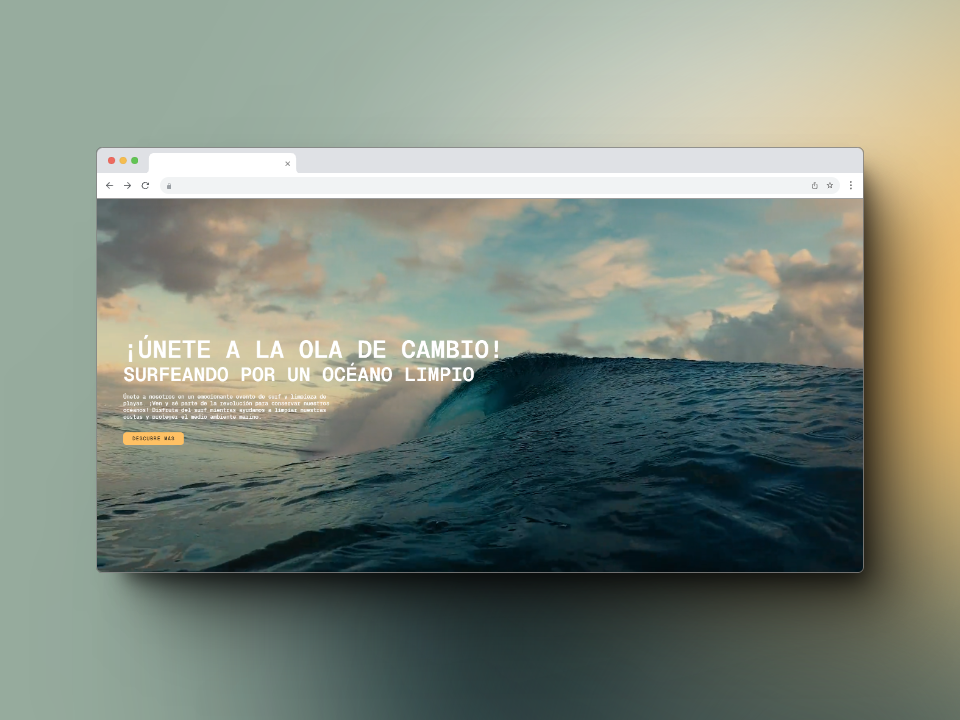 ¡ÚNETE A LA OLA DE CAMBIO!
SURFEANDO POR UN OCÉANO LIMPIO
Únete a nosotros en un emocionante evento de surf y limpieza de
playas. ¡Ven y sé parte de la revolución para conservar nuestros
océanos! Disfruta del surf mientras ayudamos a limpiar nuestras
costas y proteger el medio ambiente marino.
DESCUBRE MÁS